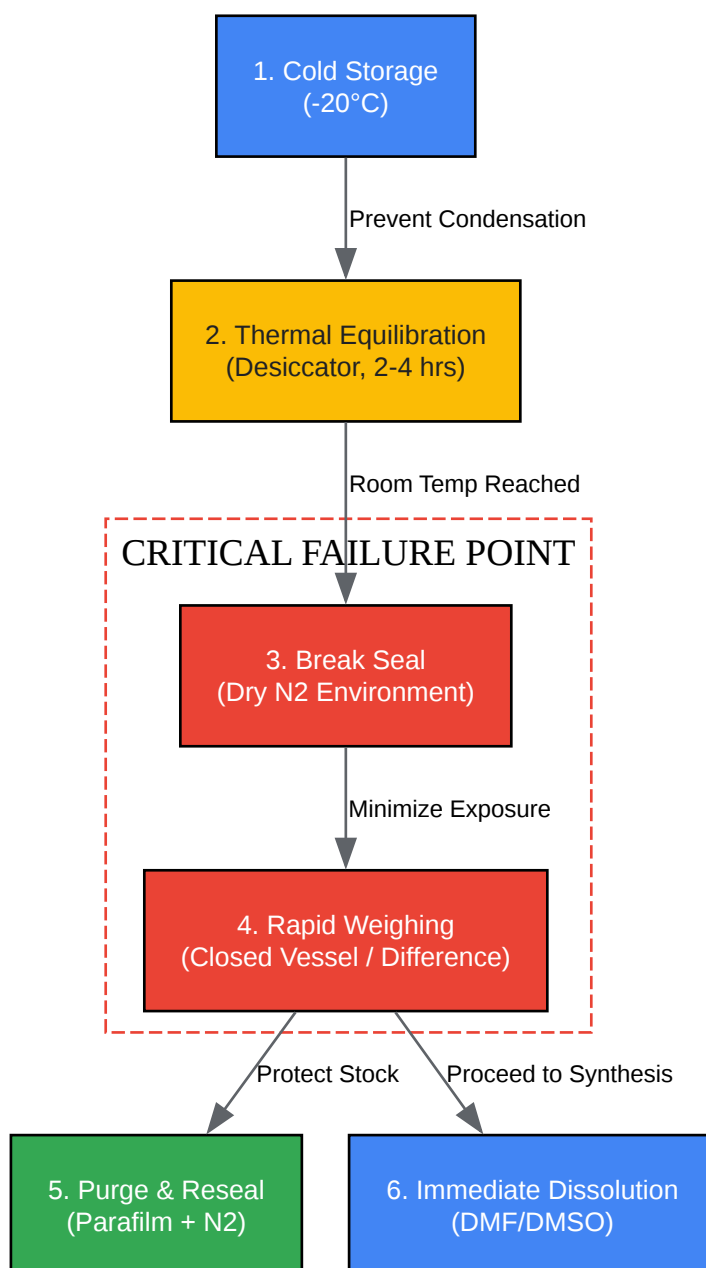 1. Cold Storage
(-20°C)
Prevent Condensation
2. Thermal Equilibration
(Desiccator, 2-4 hrs)
Room Temp Reached
CRITICAL FAILURE POINT
3. Break Seal
(Dry N2 Environment)
Minimize Exposure
4. Rapid Weighing
(Closed Vessel / Difference)
Protect Stock
Proceed to Synthesis
5. Purge & Reseal
(Parafilm + N2)
6. Immediate Dissolution
(DMF/DMSO)